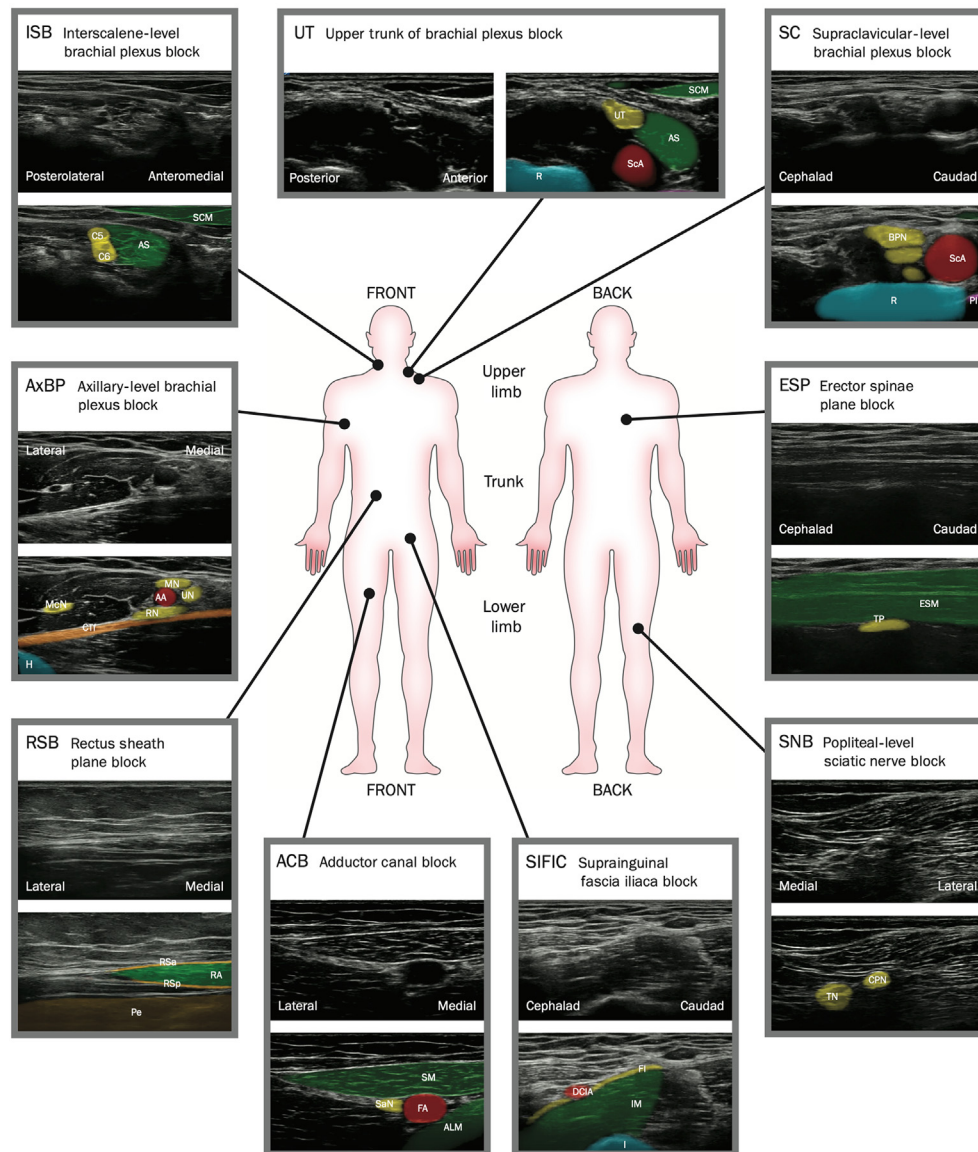 ISB Interscalene-level
brachial plexus block
Posterolateral Anteromedial
SCM
C5
AS
C6
UT Upper trunk of brachial plexus block
Posterior Anterior
SCM
UT
AS
ScA
R
SC Supraclavicular-level
brachial plexus block
Cephalad Caudad
BPN
ScA
R
Pl
FRONT
BACK
Upper
limb
Trunk
Lower
limb
FRONT
BACK
AxBP Axillary-level brachial
plexus block
Lateral Medial
MN
McN
AA
UN
RN
CTf
H
ESP Erector spinae
plane block
Cephalad Caudad
ESM
TP
RSB Rectus sheath
plane block
Lateral Medial
RSa
RA
RSp
Pe
ACB Adductor canal block
Lateral Medial
SM
SaN
FA
ALM
SIFIC Suprainguinal
fascia iliaca block
Cephalad Caudad
FI
DCIA
IM
I
SNB Popliteal-level
sciatic nerve block
Medial Lateral
CPN
TN